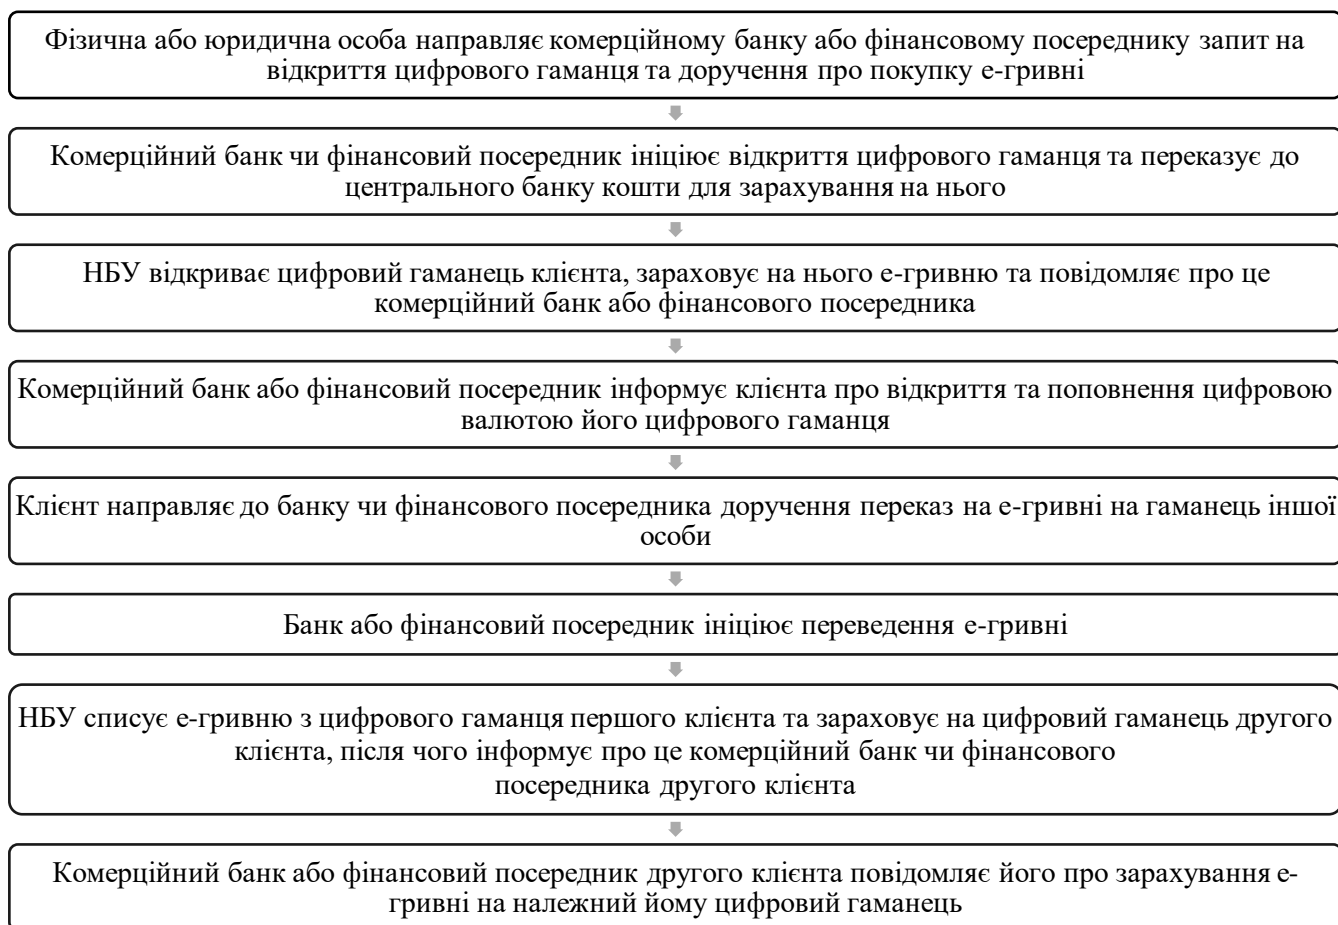 Фізична або юридична особа направляє комерційному банку або фінансовому посереднику запит на
відкриття цифрового гаманця та доручення про покупку е-гривні
Комерційний банк чи фінансовий посередник ініціює відкриття цифрового гаманця та переказує до
центрального банку кошти для зарахування на нього
НБУ відкриває цифровий гаманець клієнта, зараховує на нього е-гривню та повідомляє про це
комерційний банк або фінансового посередника
Комерційний банк або фінансовий посередник інформує клієнта про відкриття та поповнення цифровою
валютою його цифрового гаманця
Клієнт направляє до банку чи фінансового посередника доручення переказ на е-гривні на гаманець іншої
особи
Банк або фінансовий посередник ініціює переведення е-гривні
НБУ списує е-гривню з цифрового гаманця першого клієнта та зараховує на цифровий гаманець другого
клієнта, після чого інформує про це комерційний банк чи фінансового
посередника другого клієнта
Комерційний банк або фінансовий посередник другого клієнта повідомляє його про зарахування е-
гривні на належний йому цифровий гаманець